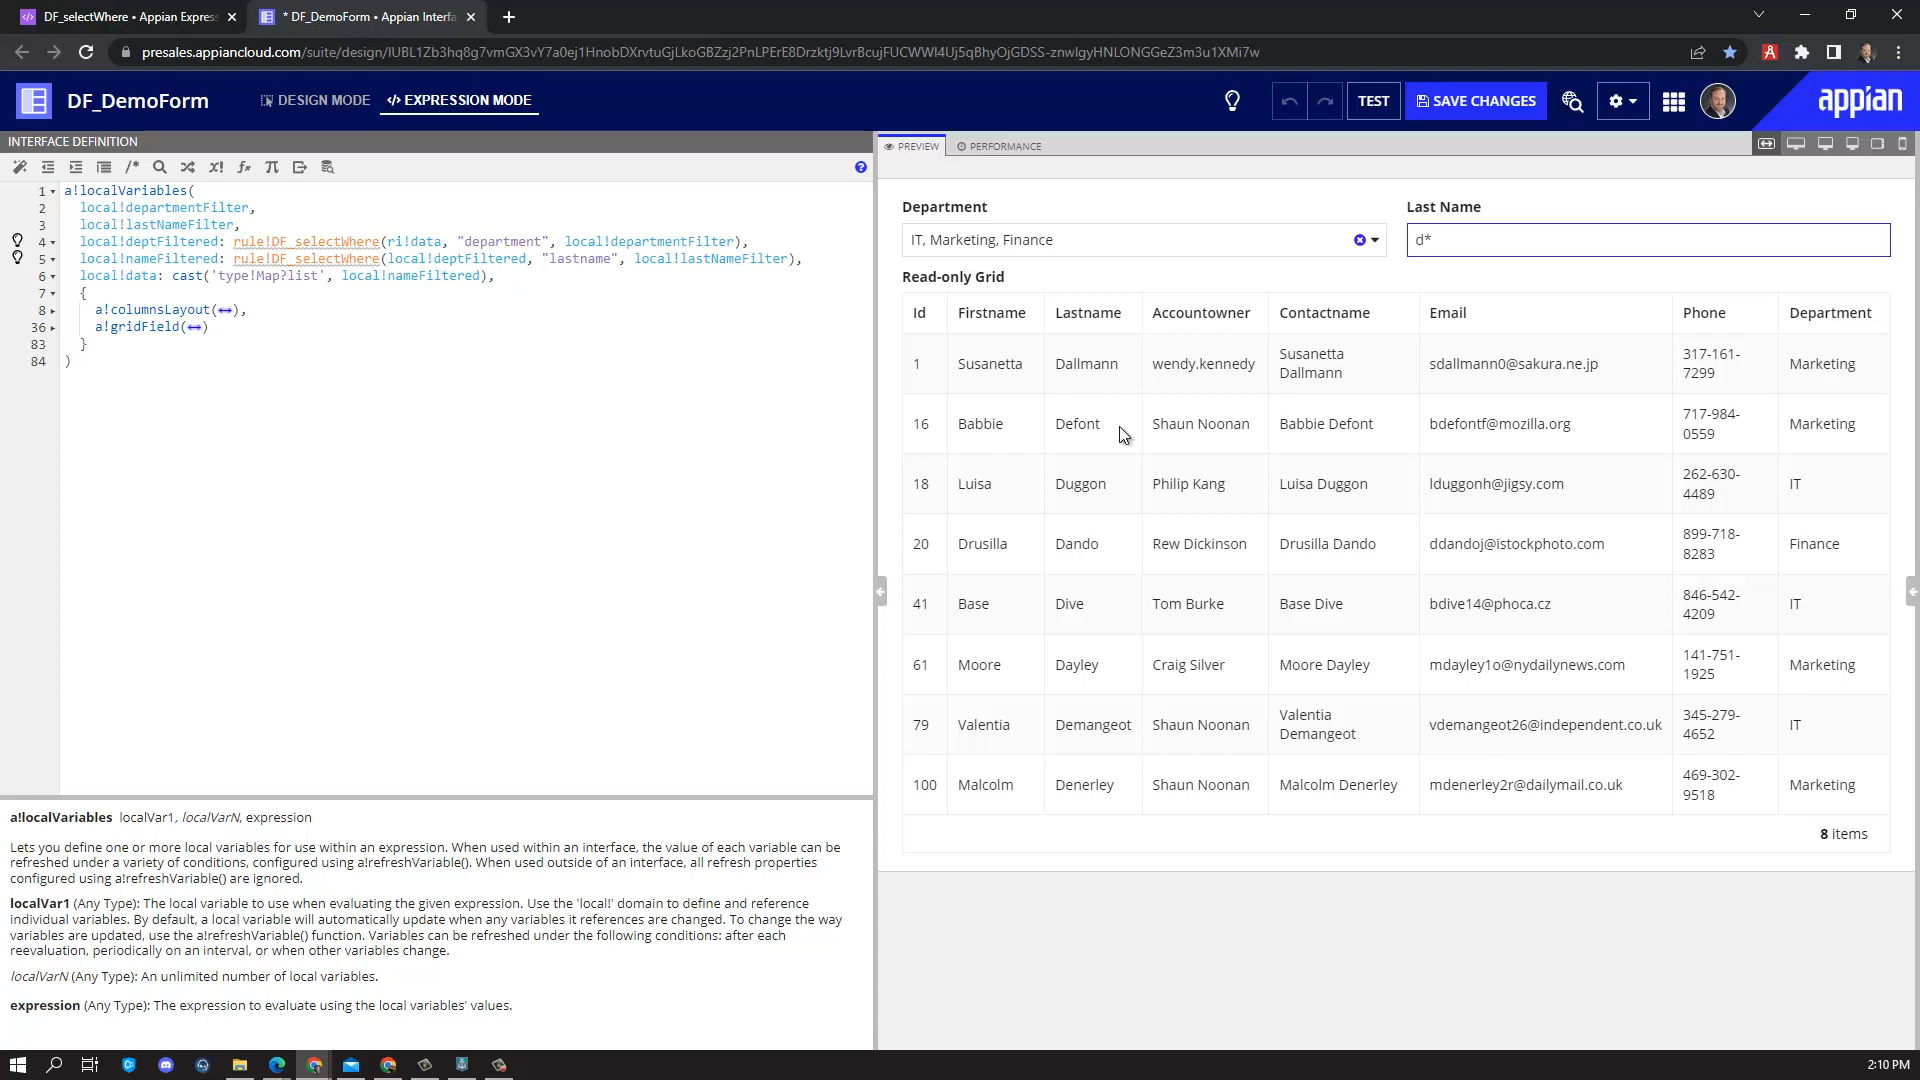 DF_selectWhere • Appian Expres
* DF_DemoForm • Appian Interfa
presales.appiancloud.com/suite/design/
DF_DemoForm
DESIGN MODE
</> EXPRESSION MODE
TEST
SAVE CHANGES
appian
INTERFACE DEFINITION
PREVIEW
PERFORMANCE
1 a!localVariables(
2 local!departmentFilter,
3 local!lastNameFilter,
4 local!deptFiltered: rule!DF_selectWhere(ri!data, "department", local!departmentFilter),
5 local!nameFiltered: rule!DF_selectWhere(local!deptFiltered, "lastname", local!lastNameFilter),
6 local!data: cast('type!Map?list', local!nameFiltered),
7 {
8 a!columnsLayout(),
36 a!gridField()
83 }
84 )
Department
Last Name
IT, Marketing, Finance
d*
Read-only Grid
Id Firstname Lastname Accountowner Contactname Email Phone Department
1 Susanetta Dallmann wendy.kennedy Susanetta Dallmann sdallmann0@sakura.ne.jp 317-161-7299 Marketing
16 Babbie Defont Shaun Noonan Babbie Defont bdefontf@mozilla.org 717-984-0559 Marketing
18 Luisa Duggon Philip Kang Luisa Duggon lduggonh@jigsy.com 262-630-4489 IT
20 Drusilla Dando Rew Dickinson Drusilla Dando ddandoj@istockphoto.com 899-718-8283 Finance
41 Base Dive Tom Burke Base Dive bdive14@phoca.cz 846-542-4209 IT
61 Moore Dayley Craig Silver Moore Dayley mdayley1o@nydailynews.com 141-751-1925 Marketing
79 Valentia Demangeot Shaun Noonan Valentia Demangeot vdemangeot26@independent.co.uk 345-279-4652 IT
100 Malcolm Denerley Shaun Noonan Malcolm Denerley mdenerley2r@dailymail.co.uk 469-302-9518 Marketing
8 items
a!localVariables localVar1, localVarN, expression
Lets you define one or more local variables for use within an expression. When used within an interface, the value of each variable can be
refreshed under a variety of conditions, configured using a!refreshVariable(). When used outside of an interface, all refresh properties
configured using a!refreshVariable() are ignored.
localVar1 (Any Type): The local variable to use when evaluating the given expression. Use the 'local!' domain to define and reference
individual variables. By default, a local variable will automatically update when any variables it references are changed. To change the way
variables are updated, use the a!refreshVariable() function. Variables can be refreshed under the following conditions: after each
reevaluation, periodically on an interval, or when other variables change.
localVarN (Any Type): An unlimited number of local variables.
expression (Any Type): The expression to evaluate using the local variables' values.
2:10 PM